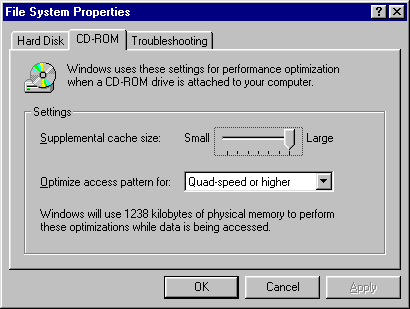 File System Properties
Hard Disk CD-ROM Troubleshooting
Windows uses these settings for performance optimization
when a CD-ROM drive is attached to your computer.
Settings
Supplemental cache size: Small Large
Optimize access pattern for: Quad-speed or higher
Windows will use 1238 kilobytes of physical memory to perform
these optimizations while data is being accessed.
OK Cancel Apply